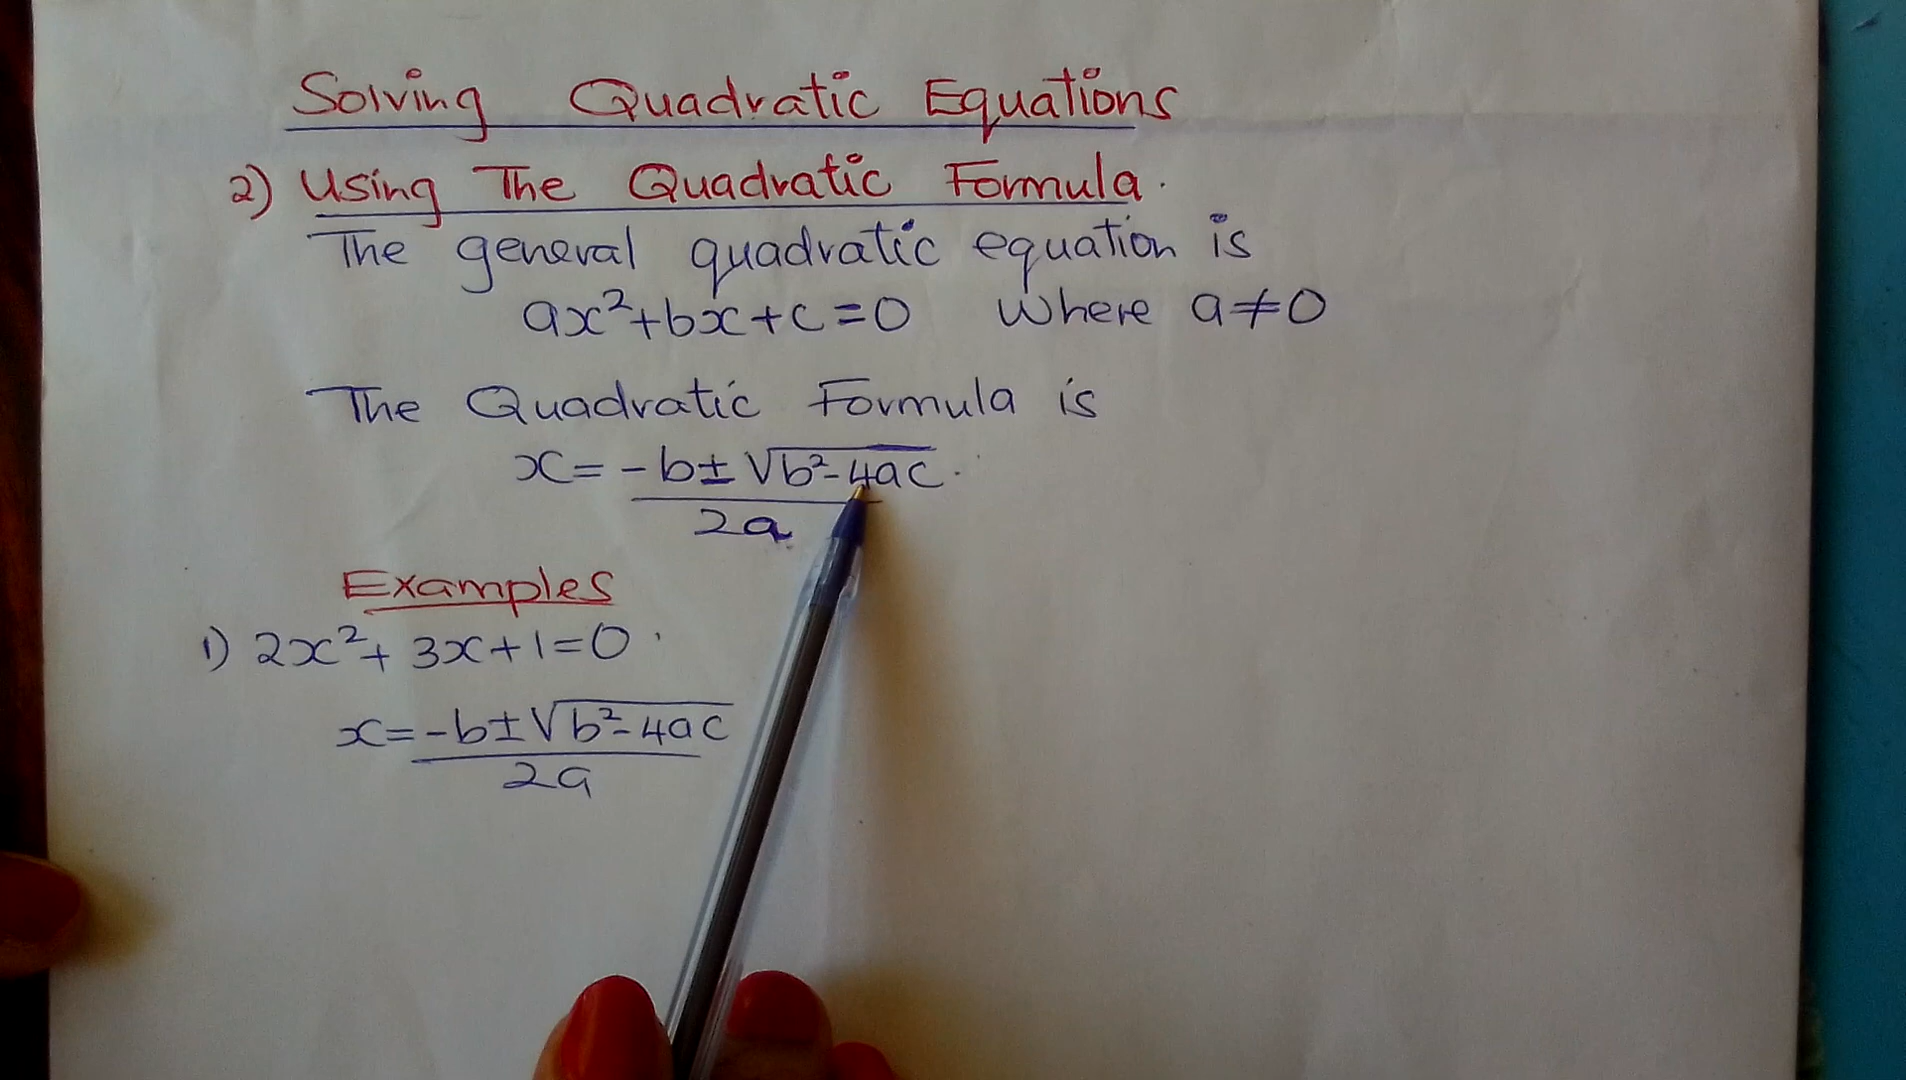 Solving Quadratic Equations
2) Using The Quadratic Formula.
The general quadratic equation is
ax²+bx+c=0 where a≠0
The Quadratic Formula is
x= -b±√b²-4ac.
2a
Examples
1) 2x²+3x+1=0
x=-b±√b²-4ac
2a